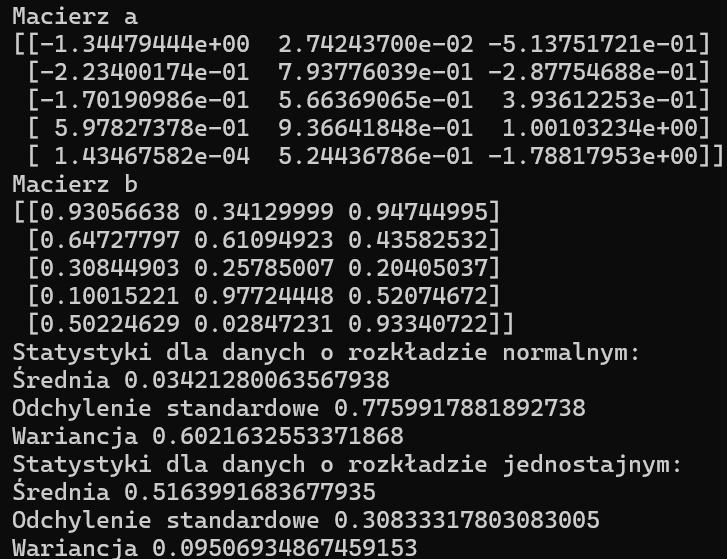 Macierz a
[[-1.34479444e+00  2.74243700e-02 -5.13751721e-01]
 [-2.23400174e-01  7.93776039e-01 -2.87754688e-01]
 [-1.70190986e-01  5.66369065e-01  3.93612253e-01]
 [ 5.97827378e-01  9.36641848e-01  1.00103234e+00]
 [ 1.43467582e-04  5.24436786e-01 -1.78817953e+00]]
Macierz b
[[0.93056638 0.34129999 0.94744995]
 [0.64727797 0.61094923 0.43582532]
 [0.30844903 0.25785007 0.20405037]
 [0.10015221 0.97724448 0.52074672]
 [0.50224629 0.02847231 0.93340722]]
Statystyki dla danych o rozkładzie normalnym:
Średnia 0.03421280063567938
Odchylenie standardowe 0.7759917881892738
Wariancja 0.6021632553371868
Statystyki dla danych o rozkładzie jednostajnym:
Średnia 0.5163991683677935
Odchylenie standardowe 0.30833317803083005
Wariancja 0.09506934867459153